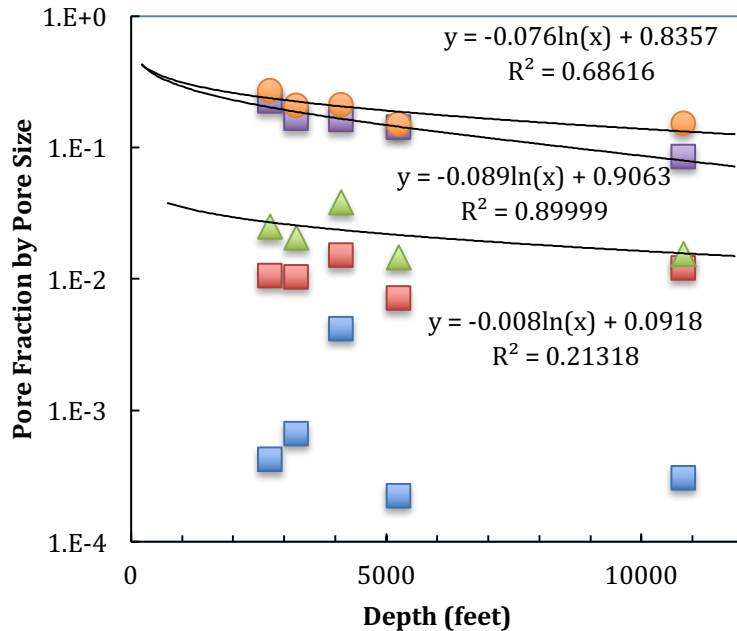 1.E+0
y = -0.076ln(x) + 0.8357
R² = 0.68616
1.E-1
y = -0.089ln(x) + 0.9063
R² = 0.89999
1.E-2
y = -0.008ln(x) + 0.0918
R² = 0.21318
1.E-3
1.E-4
Pore Fraction by Pore Size
0 5000 10000
Depth (feet)